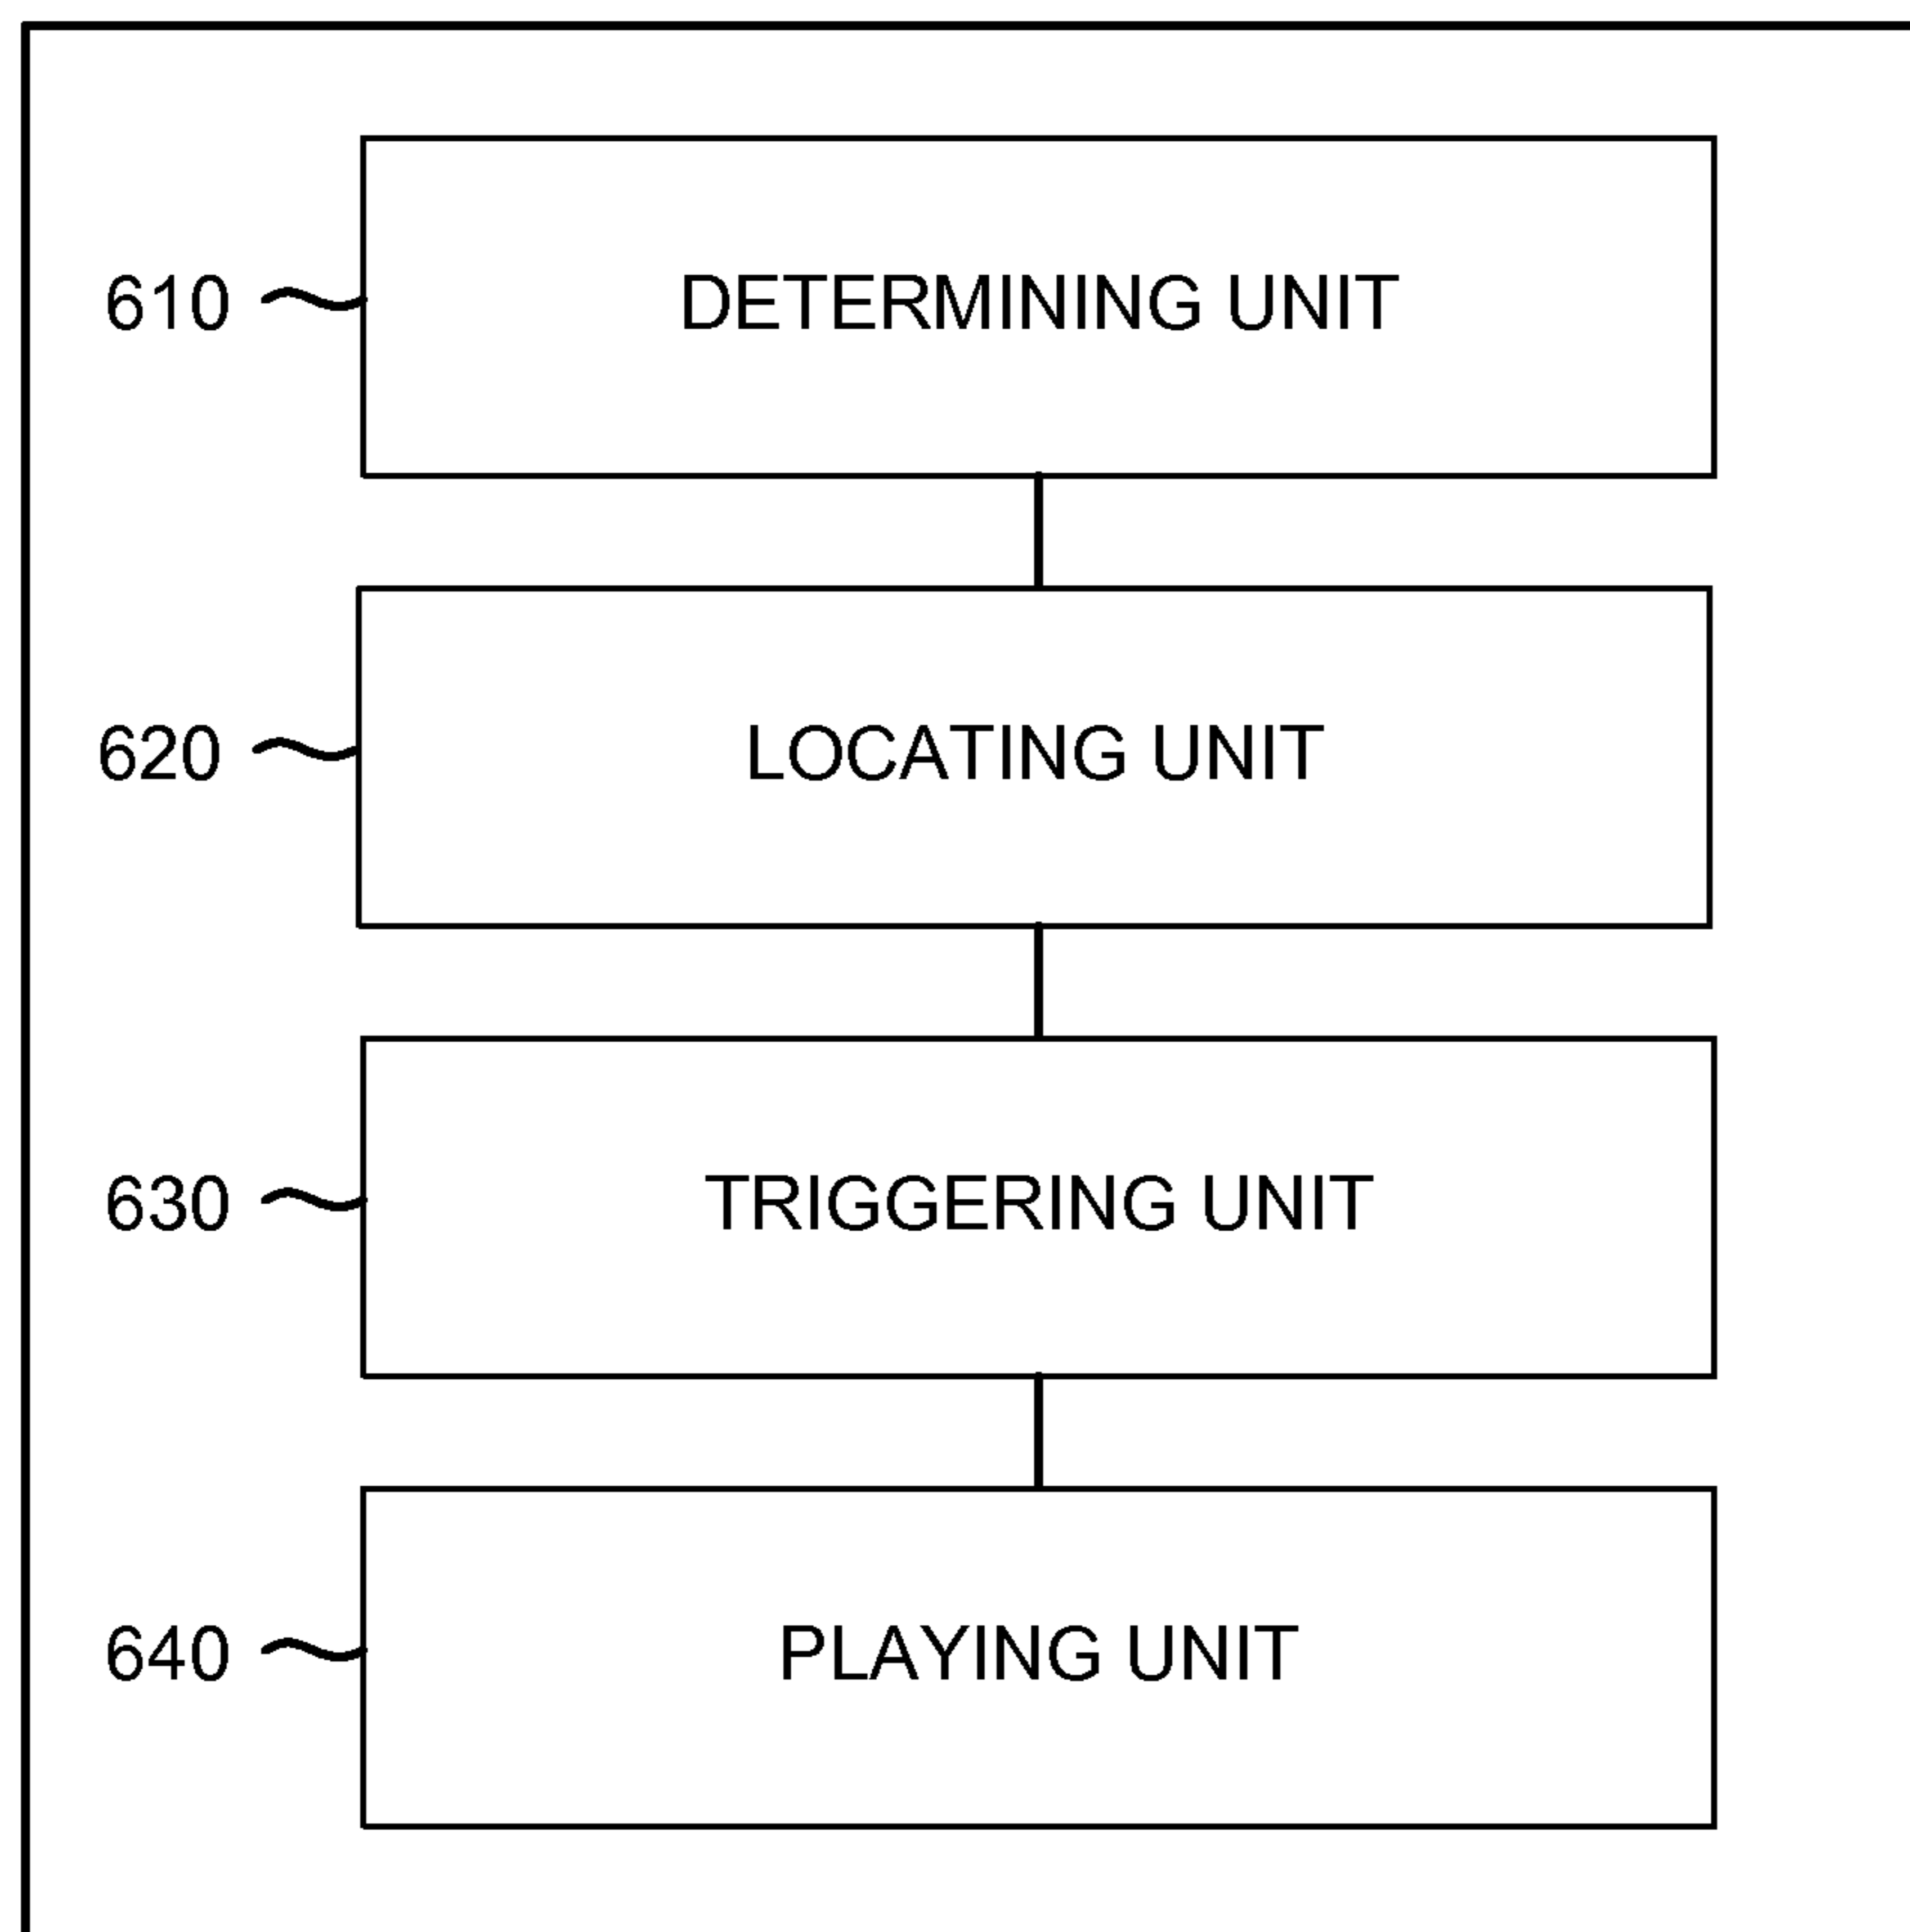 610 DETERMINING UNIT
620 LOCATING UNIT
630 TRIGGERING UNIT
640 PLAYING UNIT